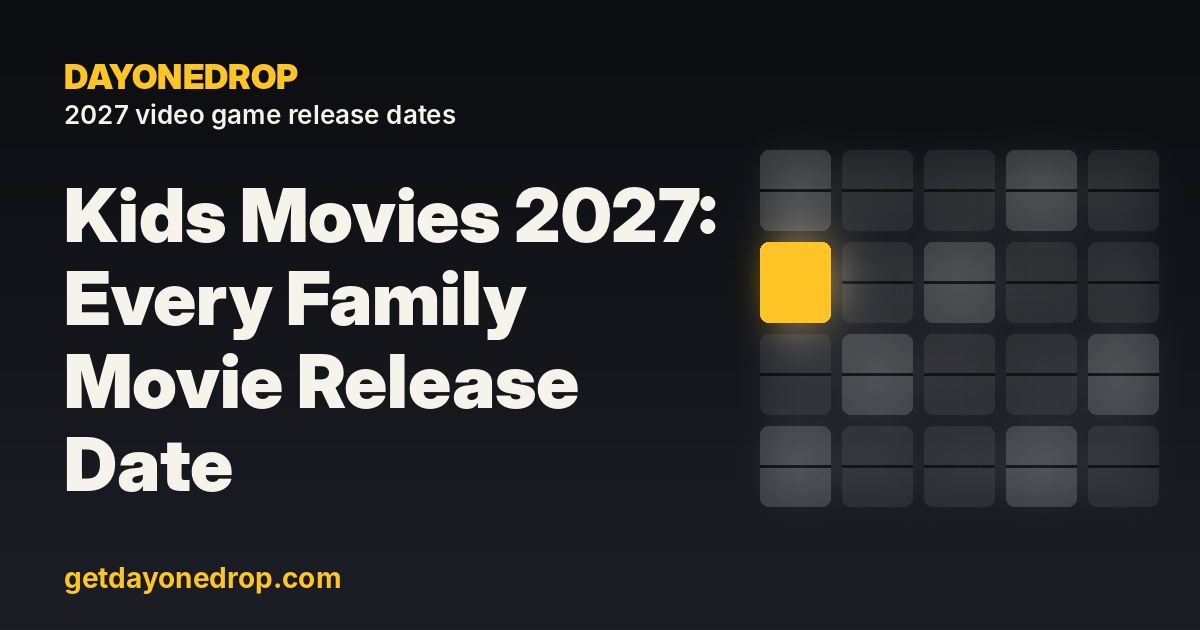 DAYONEDROP
2027 video game release dates
Kids Movies 2027:
Every Family
Movie Release
Date
getdayonedrop.com